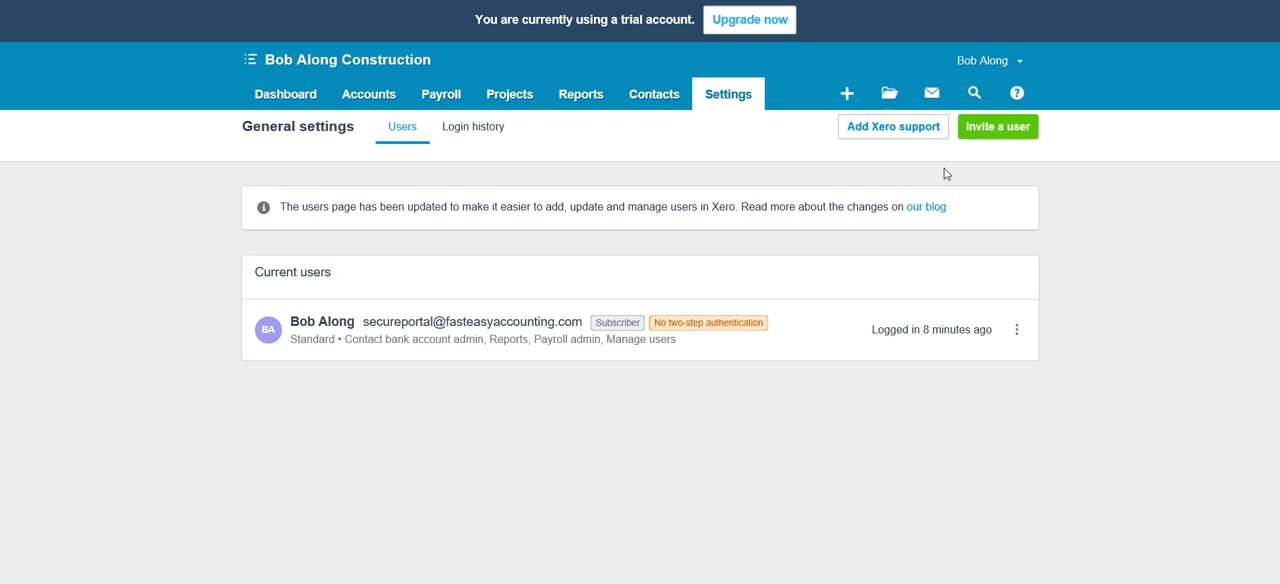 You are currently using a trial account. Upgrade now
Bob Along Construction
Bob Along
Dashboard Accounts Payroll Projects Reports Contacts Settings
General settings Users Login history Add Xero support Invite a user
The users page has been updated to make it easier to add, update and manage users in Xero. Read more about the changes on our blog
Current users
BA
Bob Along secureportal@fasteasyaccounting.com Subscriber No two-step authentication
Standard • Contact bank account admin, Reports, Payroll admin, Manage users
Logged in 8 minutes ago